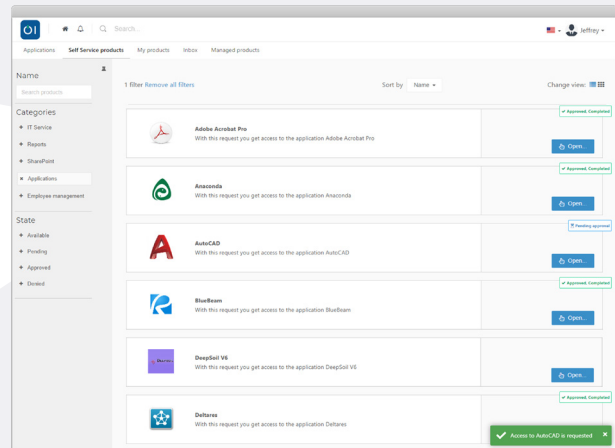 OI
Search...
Jeffrey
Applications Self Service products My products Inbox Managed products
Name
Search products
Categories
+ IT Service
+ Reports
+ SharePoint
× Applications
+ Employee management
State
+ Available
+ Pending
+ Approved
+ Denied
1 filter Remove all filters
Sort by Name
Change view:
Approved, Completed
Adobe Acrobat Pro
With this request you get access to the application Adobe Acrobat Pro
Open...
Approved, Completed
Anaconda
With this request you get access to the application Anaconda
Open...
Pending approval
AutoCAD
With this request you get access to the application AutoCAD
Open...
Approved, Completed
BlueBeam
With this request you get access to the application BlueBeam
Open...
DeepSoil V6
With this request you get access to the application DeepSoil V6
Open...
Approved, Completed
Deltares
With this request you get access to the application Deltares
Access to AutoCAD is requested ×